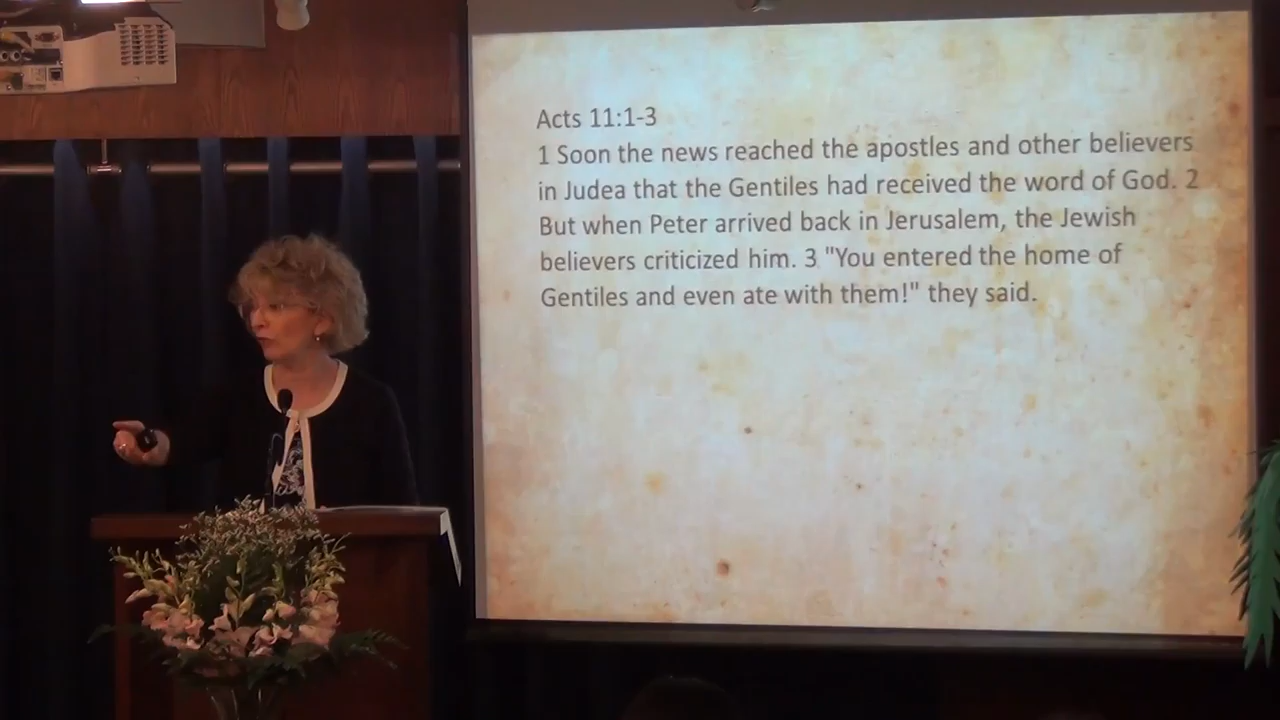 Acts 11:1-3
1 Soon the news reached the apostles and other believers
in Judea that the Gentiles had received the word of God. 2
But when Peter arrived back in Jerusalem, the Jewish
believers criticized him. 3 "You entered the home of
Gentiles and even ate with them!" they said.